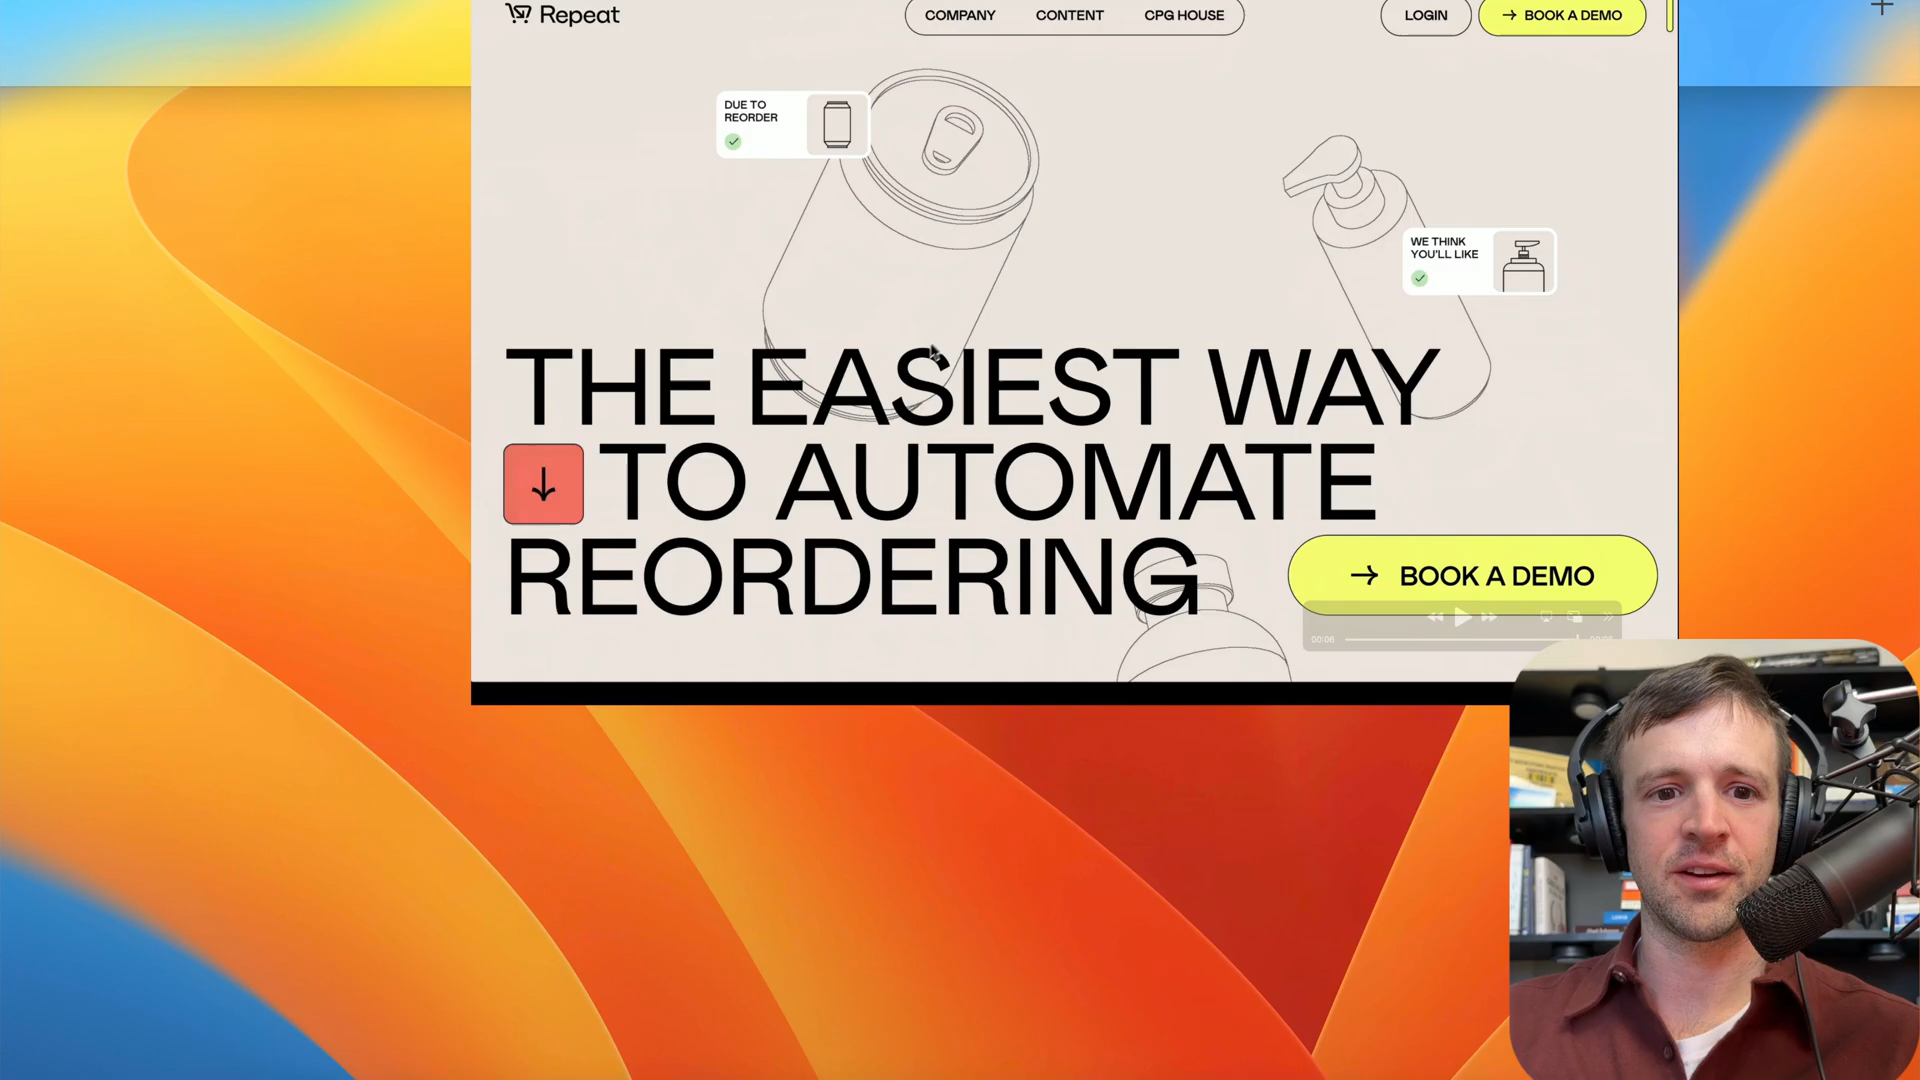 Repeat
COMPANY CONTENT CPG HOUSE
LOGIN
→ BOOK A DEMO
DUE TO
REORDER
WE THINK
YOU'LL LIKE
THE EASIEST WAY
↓ TO AUTOMATE
REORDERING
→ BOOK A DEMO
00:06